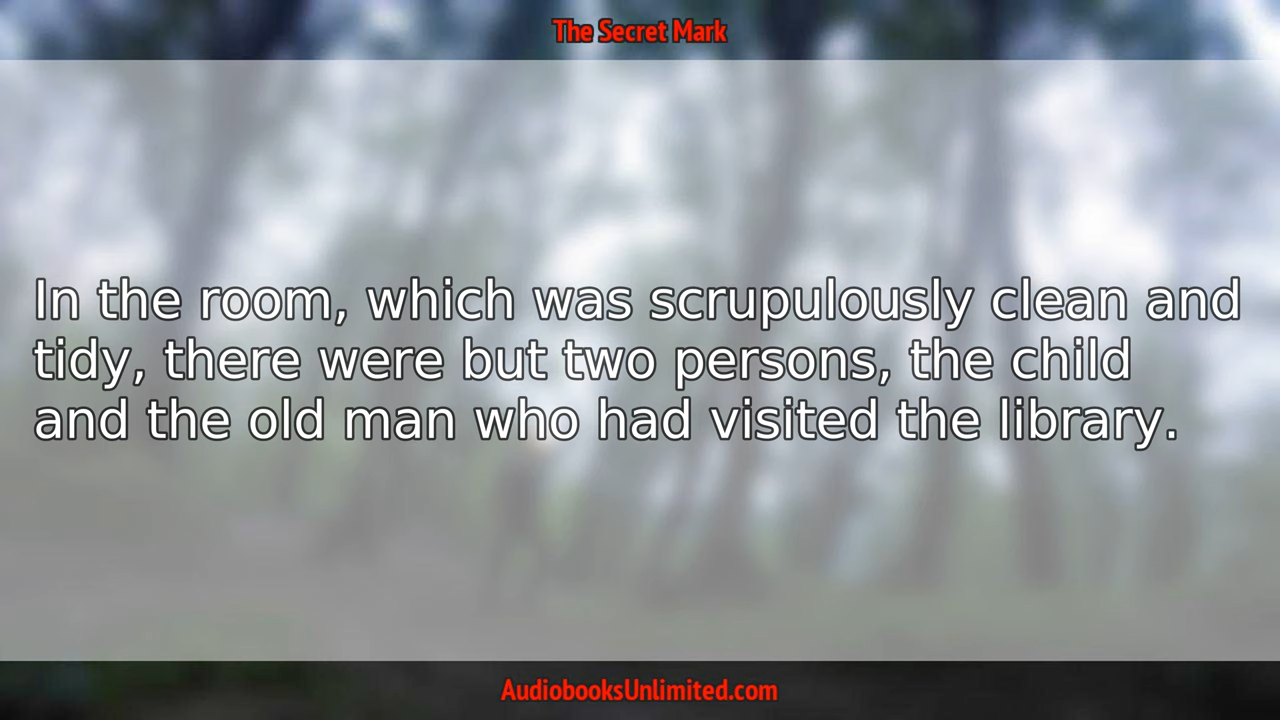 The Secret Mark
In the room, which was scrupulously clean and
tidy, there were but two persons, the child
and the old man who had visited the library.
AudiobooksUnlimited.com